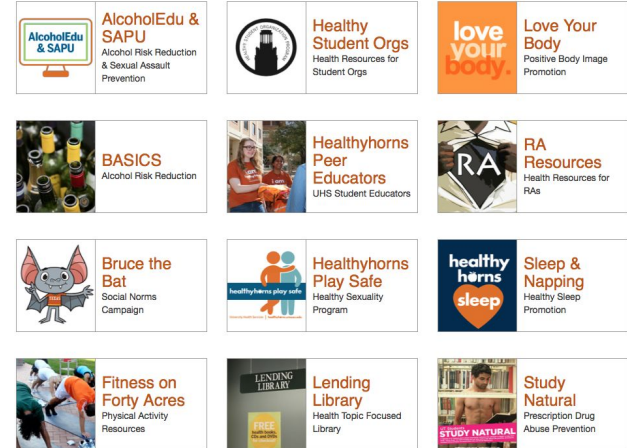 AlcoholEdu
& SAPU
AlcoholEdu &
SAPU
Alcohol Risk Reduction
& Sexual Assault
Prevention
Healthy
Student Orgs
Health Resources for
Student Orgs
love
your
body.
Love Your
Body
Positive Body Image
Promotion
BASICS
Alcohol Risk Reduction
I am
Healthyhorns
Peer
Educators
UHS Student Educators
RA
RA
Resources
Health Resources for
RAs
Bruce the
Bat
Social Norms
Campaign
healthyhorns play safe
Healthyhorns
Play Safe
Healthy Sexuality
Program
healthy
horns
sleep
Sleep &
Napping
Healthy Sleep
Promotion
Fitness on
Forty Acres
Physical Activity
Resources
LENDING
LIBRARY
FREE
Lending
Library
Health Topic Focused
Library
STUDY NATURAL
Study
Natural
Prescription Drug
Abuse Prevention